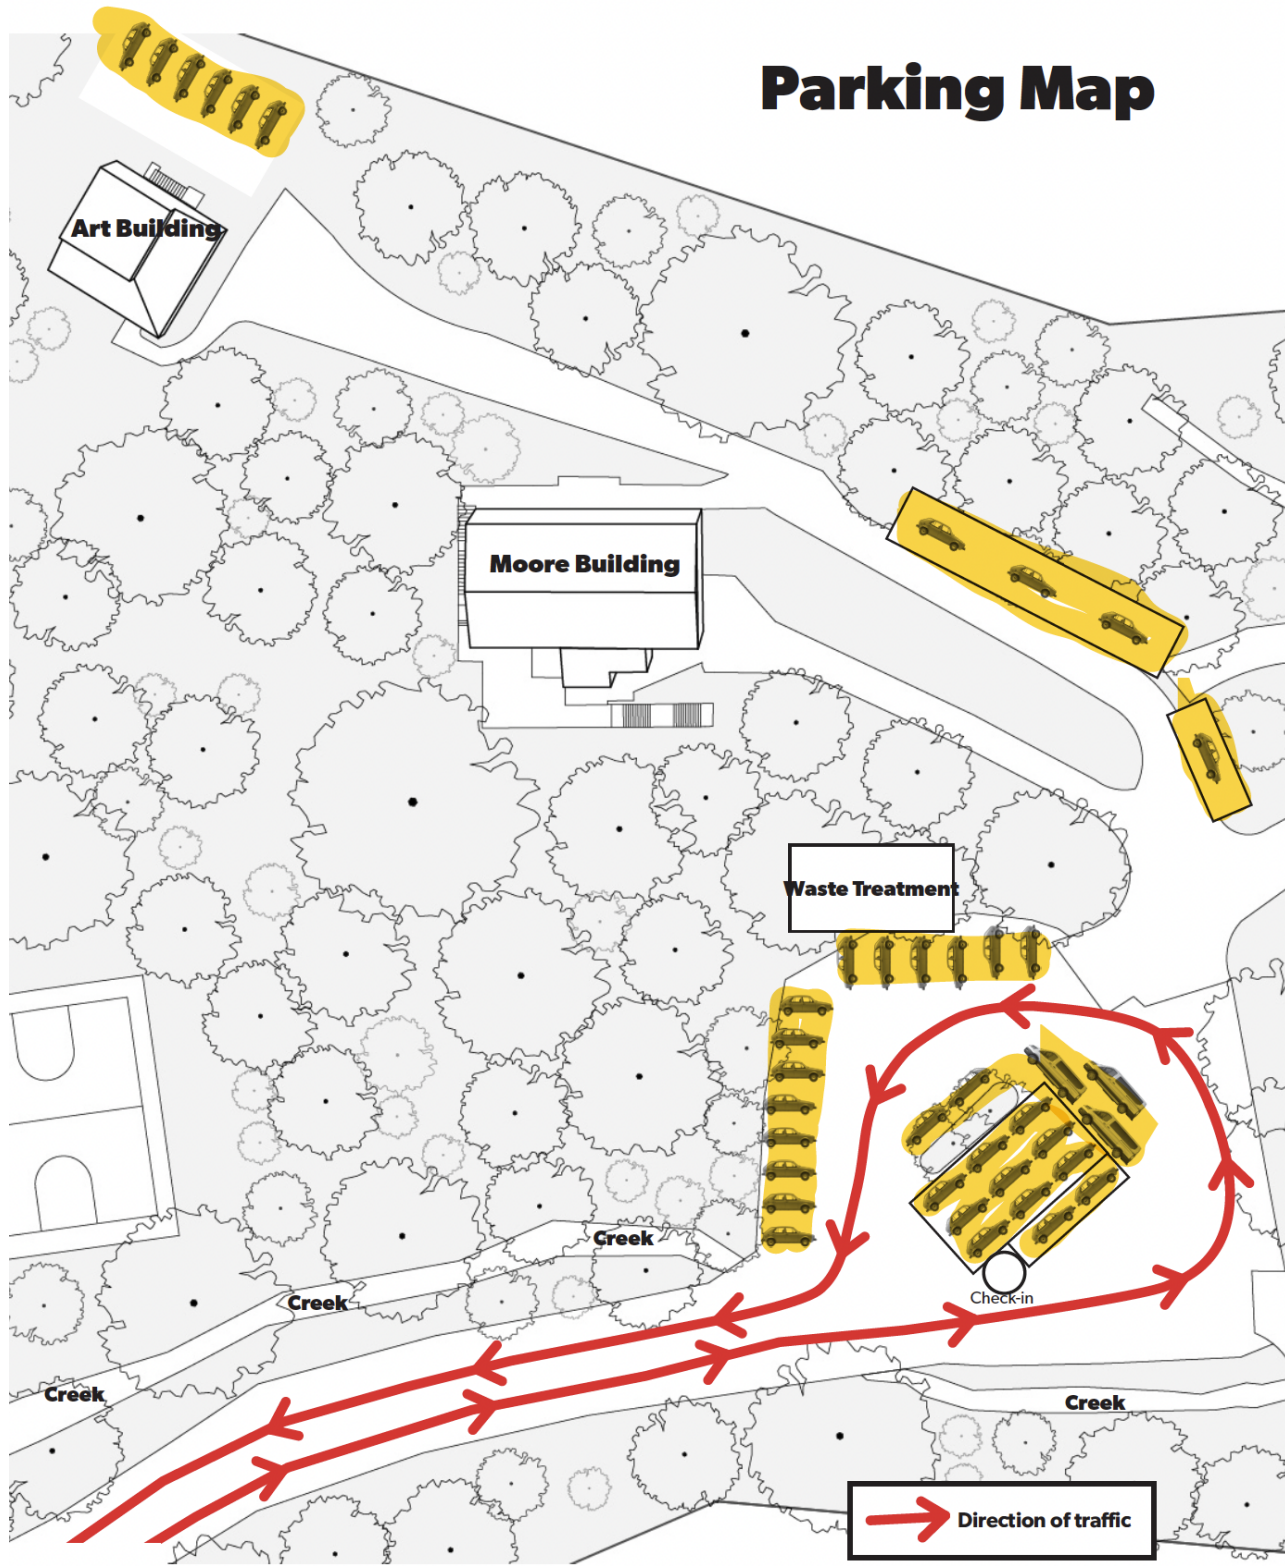 Parking Map
Art Building
Moore Building
Waste Treatment
Creek
Creek
Check-in
Creek
Creek
Direction of traffic